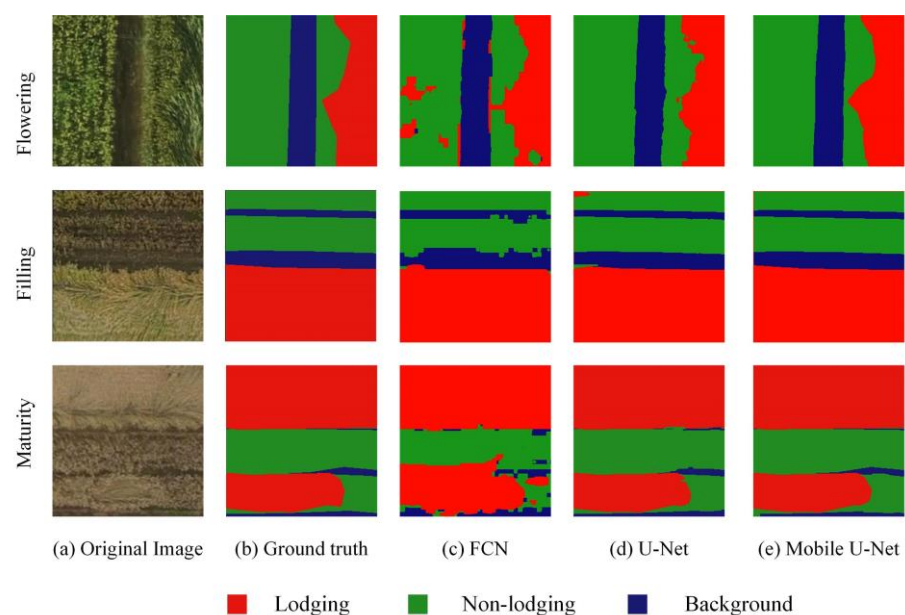 Flowering
Filling
Maturity
(a) Original Image (b) Ground truth (c) FCN (d) U-Net (e) Mobile U-Net
Lodging Non-lodging Background